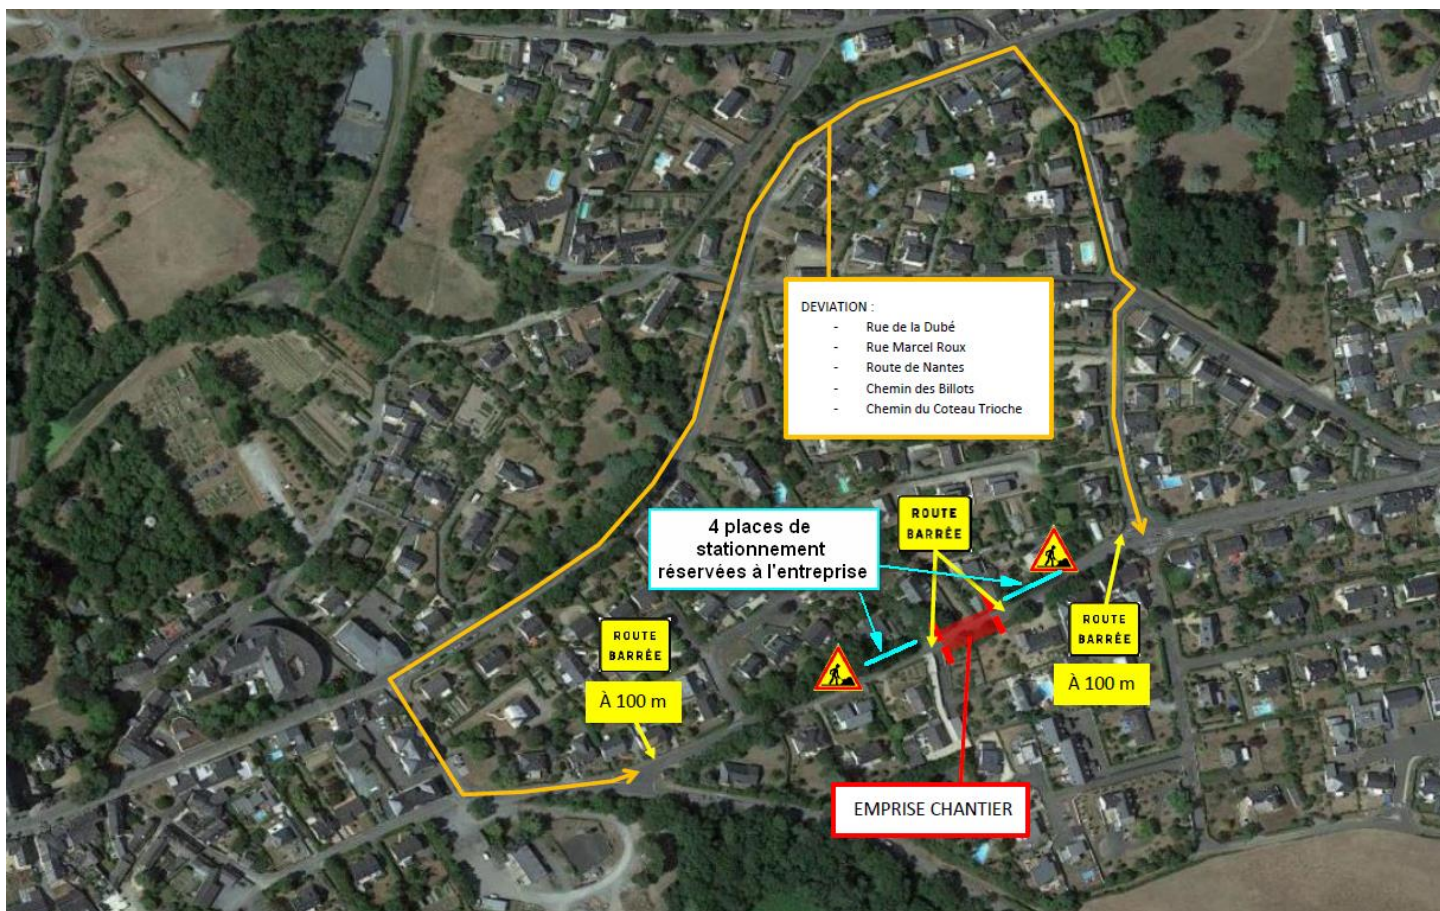 DEVIATION :
- Rue de la Dubé
- Rue Marcel Roux
- Route de Nantes
- Chemin des Billots
- Chemin du Coteau Trioche
4 places de
stationnement
réservées à l'entreprise
ROUTE
BARRÉE
ROUTE
BARRÉE
À 100 m
ROUTE
BARRÉE
À 100 m
EMPRISE CHANTIER